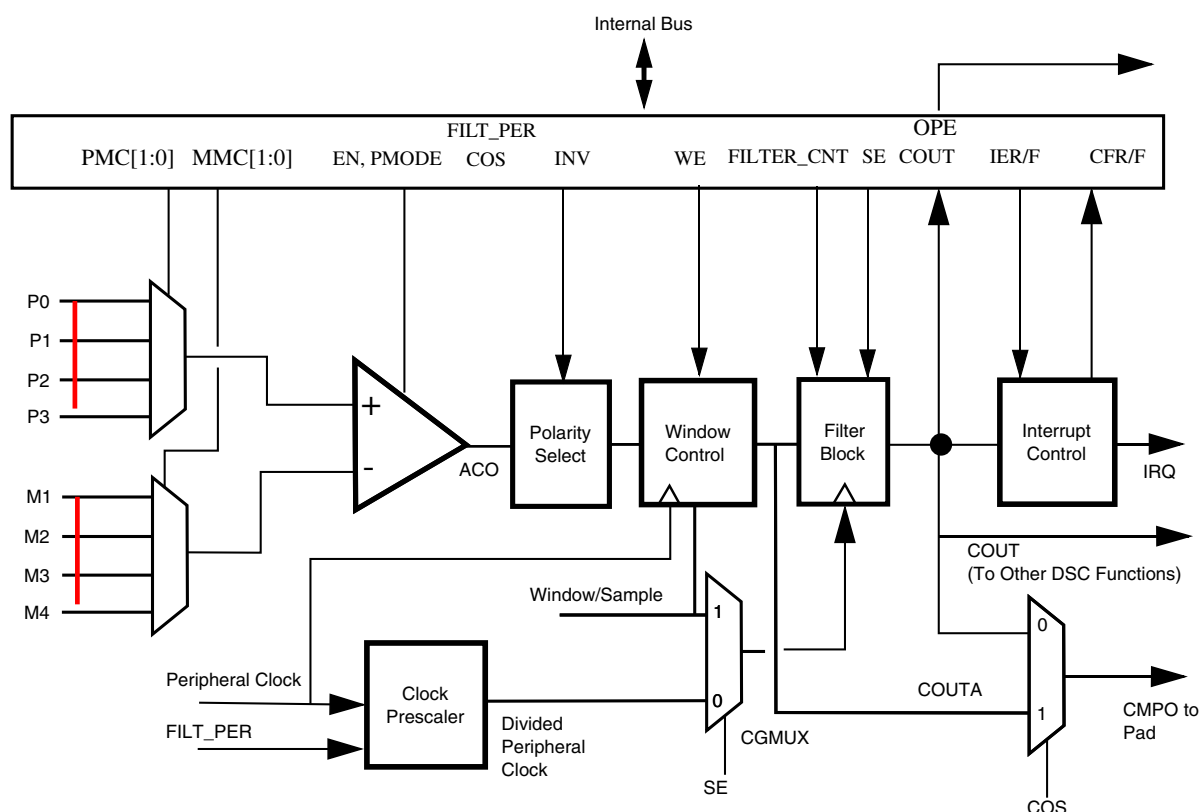 Internal Bus
FILT_PER
OPE
PMC[1:0] MMC[1:0] EN, PMODE COS INV WE FILTER_CNT SE COUT IER/F CFR/F
P0
P1
P2
P3
+
-
ACO
Polarity
Select
Window
Control
Filter
Block
Interrupt
Control
IRQ
M1
M2
M3
M4
COUT
(To Other DSC Functions)
Window/Sample
1
0
0
1
Peripheral Clock
FILT_PER
Clock
Prescaler
Divided
Peripheral
Clock
CGMUX
SE
COUTA
CMPO to
Pad
COS